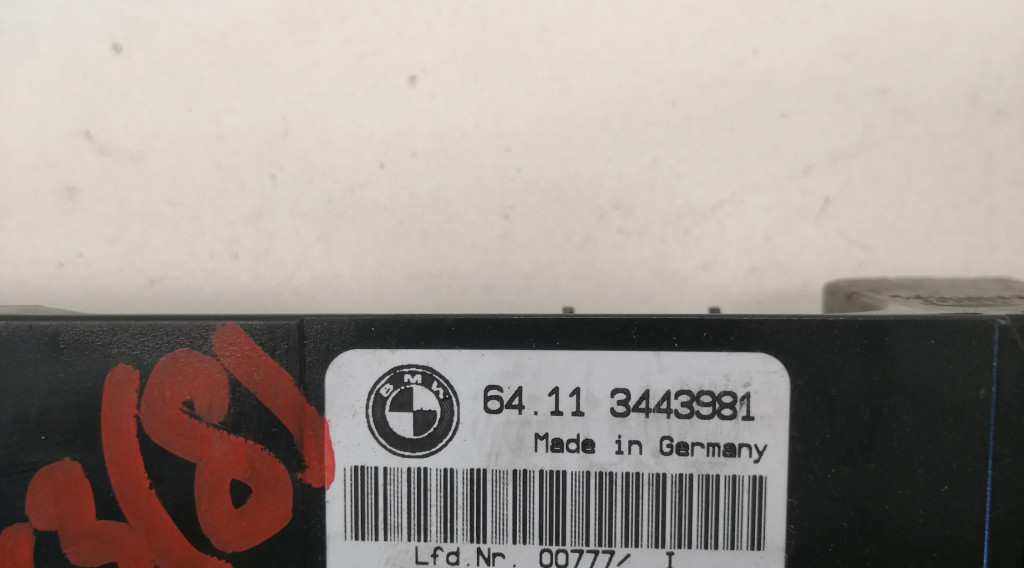 BMW
64.11 3443981
Made in Germany
Lfd.Nr. 00777/ I